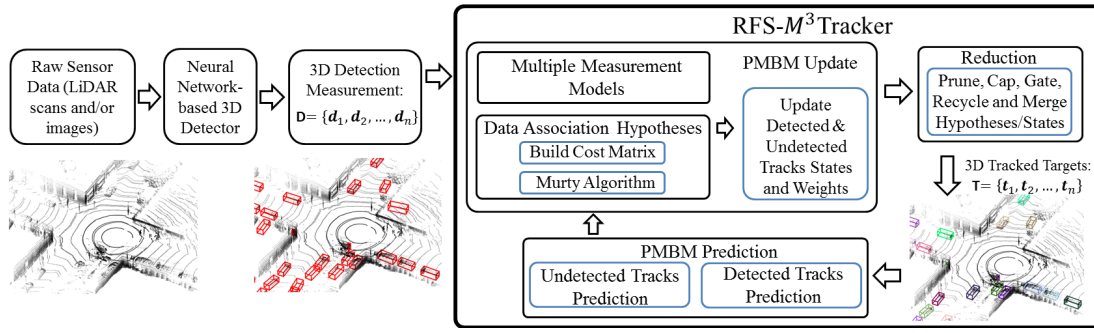 RFS-M³Tracker
Raw Sensor
Data (LiDAR
scans and/or
images)
Neural
Network-
based 3D
Detector
3D Detection
Measurement:
D= {d₁, d₂, ..., dₙ}
Multiple Measurement
Models
Data Association Hypotheses
Build Cost Matrix
Murty Algorithm
PMBM Update
Update
Detected &
Undetected
Tracks States
and Weights
Reduction
Prune, Cap, Gate,
Recycle and Merge
Hypotheses/States
3D Tracked Targets:
T= {t₁, t₂, ..., tₙ}
PMBM Prediction
Undetected Tracks
Prediction
Detected Tracks
Prediction